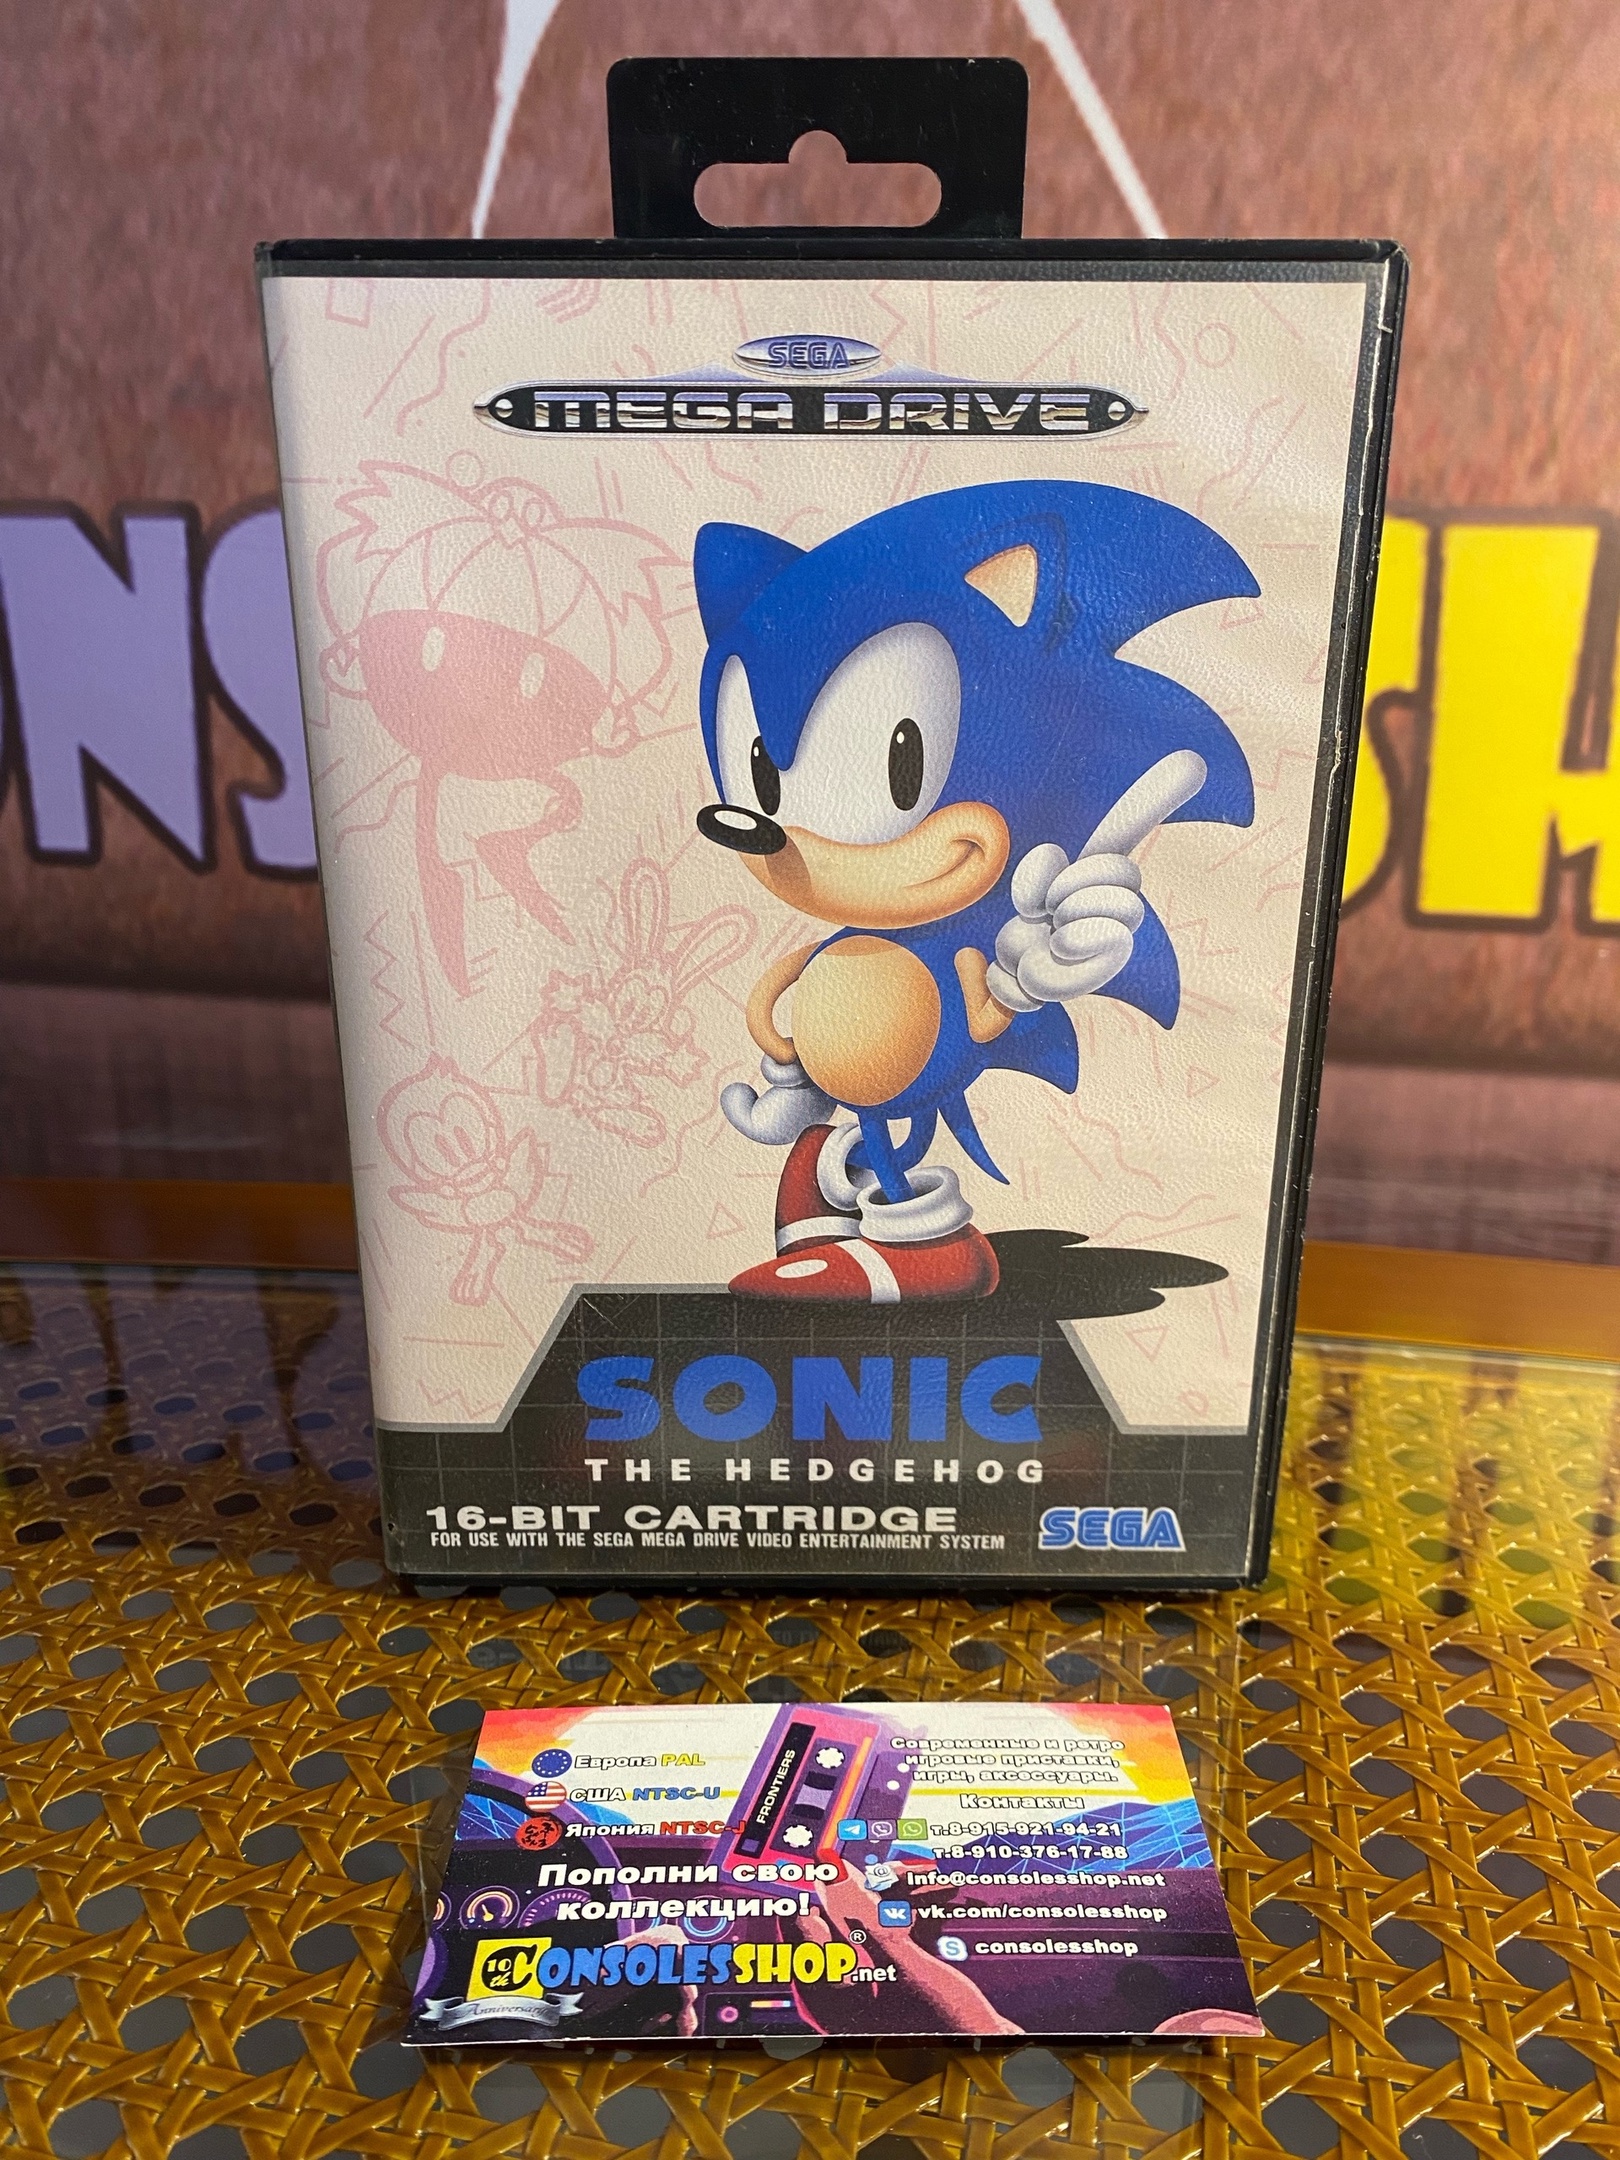 SEGA
MEGA DRIVE
SONIC
THE HEDGEHOG
16-BIT CARTRIDGE
FOR USE WITH THE SEGA MEGA DRIVE VIDEO ENTERTAINMENT SYSTEM
SEGA
Европа PAL
США NTSC-U
Япония NTSC-J
Пополни свою
коллекцию!
10th
Anniversary
CONSOLESSHOP®.net
FRONTIERS
Современные и ретро
игровые приставки,
игры, аксессуары.
Контакты
т.8-915-921-94-21
т.8-910-376-17-88
info@consolesshop.net
vk.com/consolesshop
consolesshop